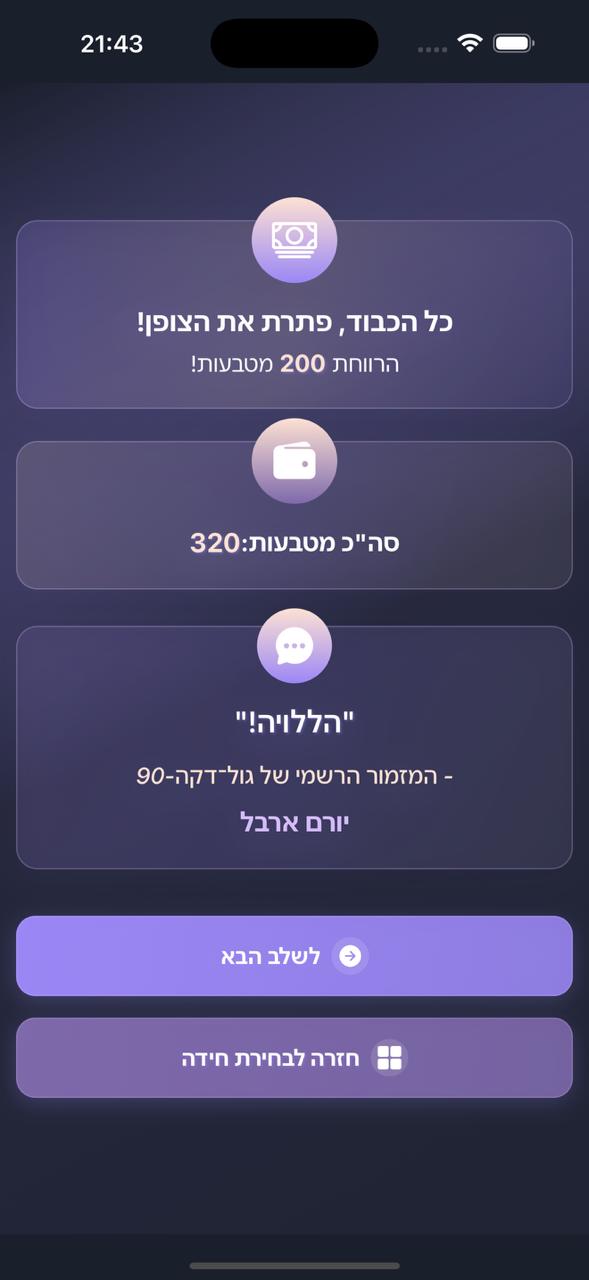 21:43
כל הכבוד, פתרת את הצופן!
הרווחת 200 מטבעות!
סה"כ מטבעות:320
"הללויה!"
- המזמור הרשמי של גול־דקה-90
יורם ארבל
לשלב הבא
חזרה לבחירת חידה